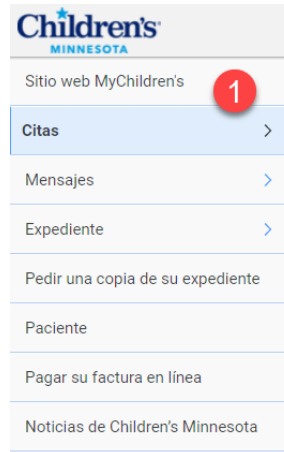 Children's
MINNESOTA
Sitio web MyChildren's
1
Citas
Mensajes
Expediente
Pedir una copia de su expediente
Paciente
Pagar su factura en línea
Noticias de Children’s Minnesota